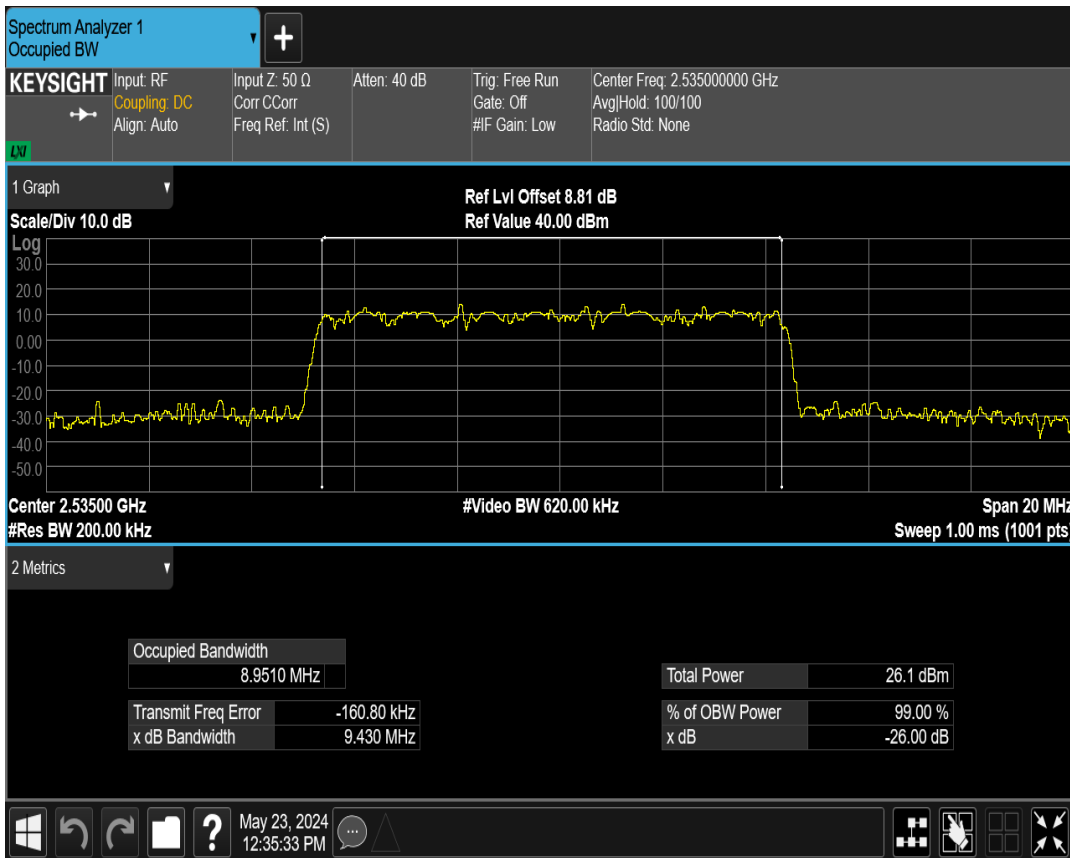 Spectrum Analyzer 1
Occupied BW
+
KEYSIGHT
LXI
Input: RF
Coupling: DC
Align: Auto
Input Z: 50 Ω
Corr CCorr
Freq Ref: Int (S)
Atten: 40 dB
Trig: Free Run
Gate: Off
#IF Gain: Low
Center Freq: 2.535000000 GHz
Avg|Hold: 100/100
Radio Std: None
1 Graph
Scale/Div 10.0 dB
Ref Lvl Offset 8.81 dB
Ref Value 40.00 dBm
Log
30.0
20.0
10.0
0.00
-10.0
-20.0
-30.0
-40.0
-50.0
Center 2.53500 GHz
#Video BW 620.00 kHz
Span 20 MHz
#Res BW 200.00 kHz
Sweep 1.00 ms (1001 pts)
2 Metrics
Occupied Bandwidth
8.9510 MHz
Total Power 26.1 dBm
Transmit Freq Error -160.80 kHz
% of OBW Power 99.00 %
x dB Bandwidth 9.430 MHz
x dB -26.00 dB
?
May 23, 2024
12:35:33 PM